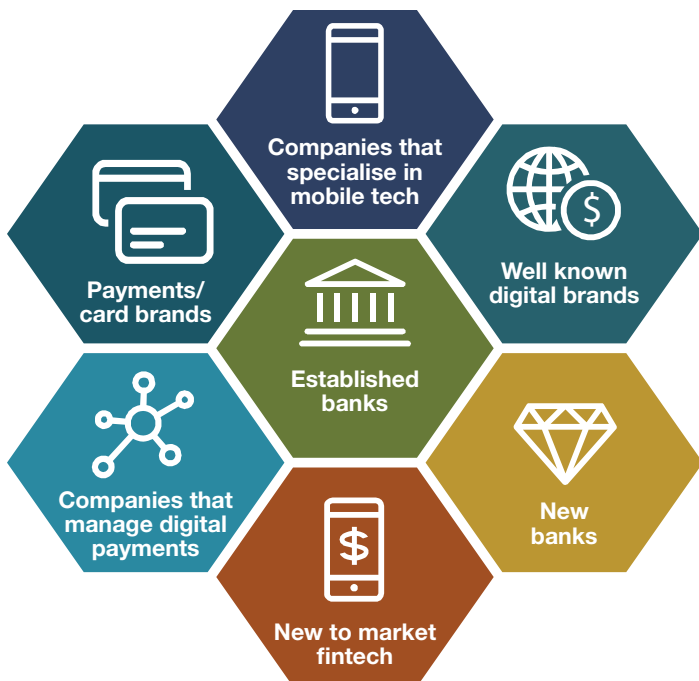 Companies that
specialise in
mobile tech
Payments/
card brands
$
Well known
digital brands
Established
banks
Companies that
manage digital
payments
New
banks
$
New to market
fintech